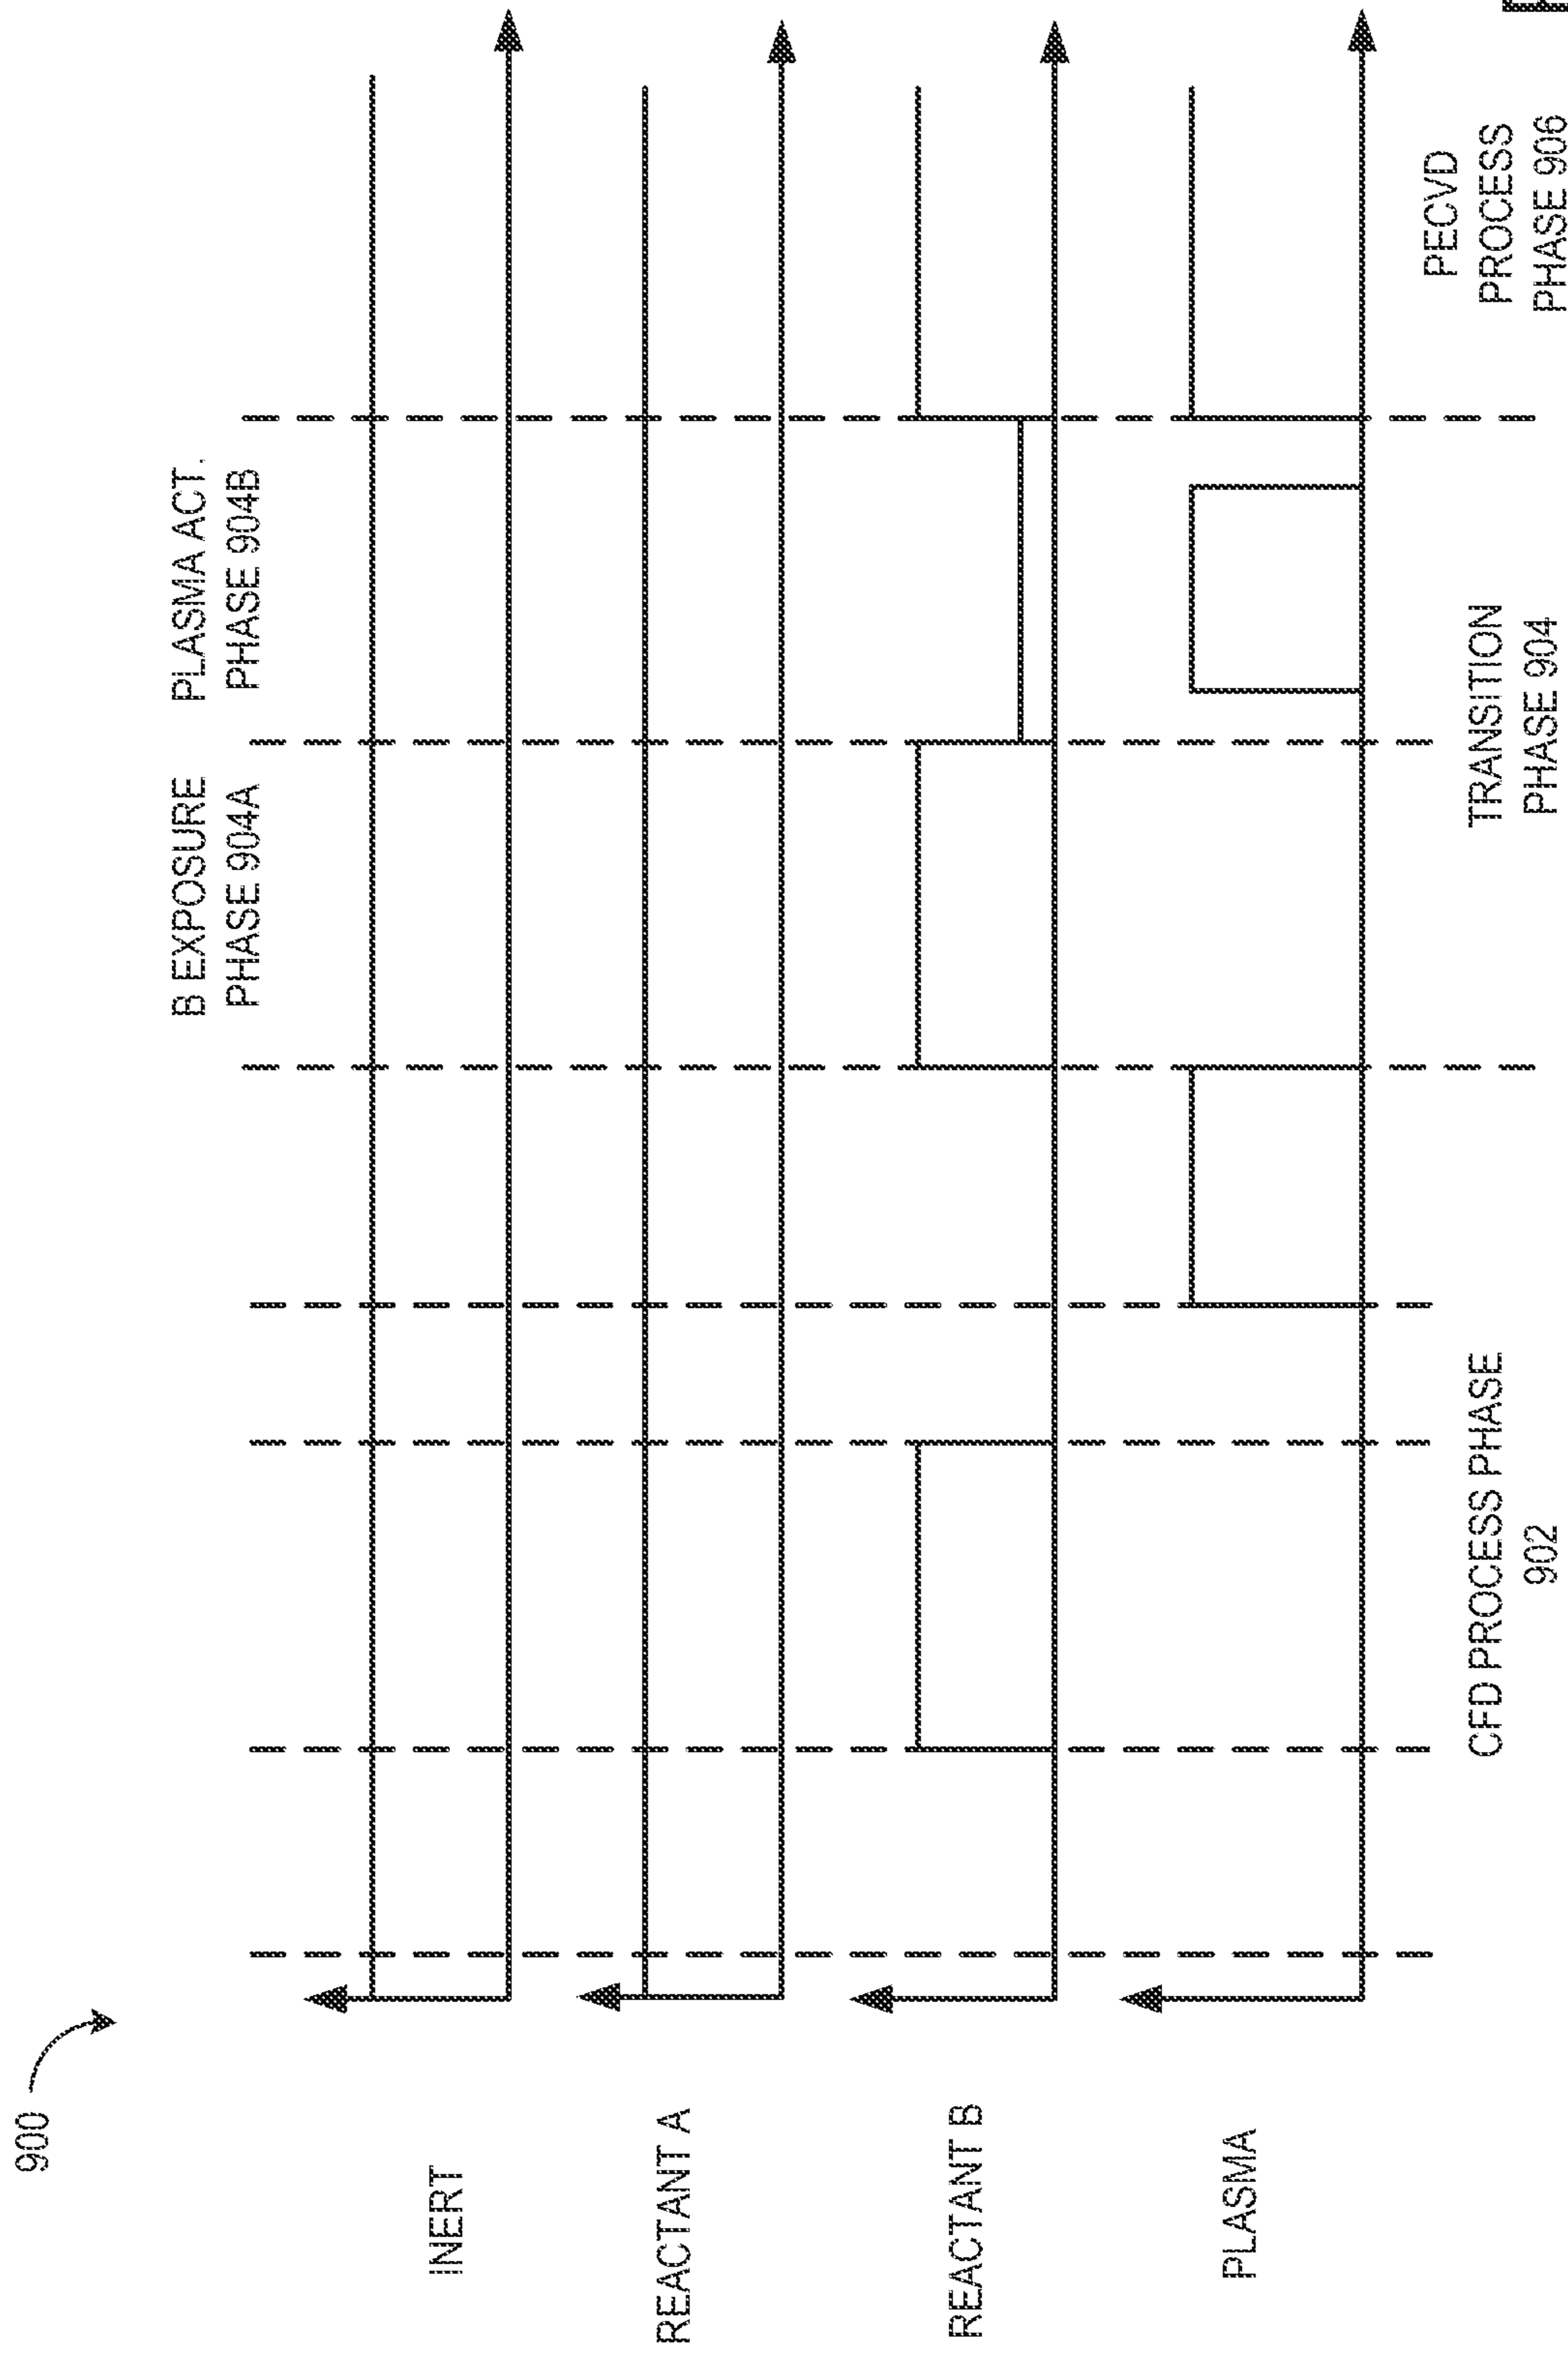 900
B EXPOSURE
PHASE 904A
PLASMA ACT.
PHASE 904B
INERT
REACTANT A
REACTANT B
PLASMA
CFD PROCESS PHASE
902
TRANSITION
PHASE 904
PECVD
PROCESS
PHASE 906